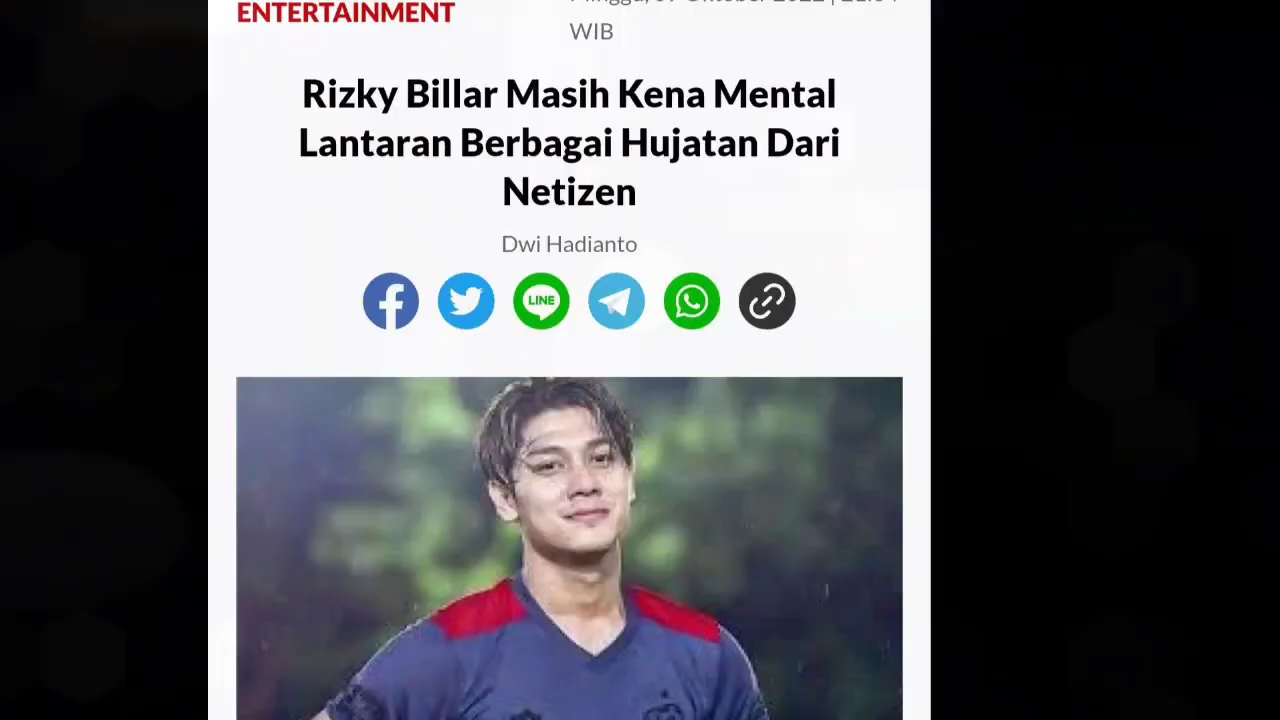 ENTERTAINMENT
WIB
Rizky Billar Masih Kena Mental
Lantaran Berbagai Hujatan Dari
Netizen
Dwi Hadianto
LINE